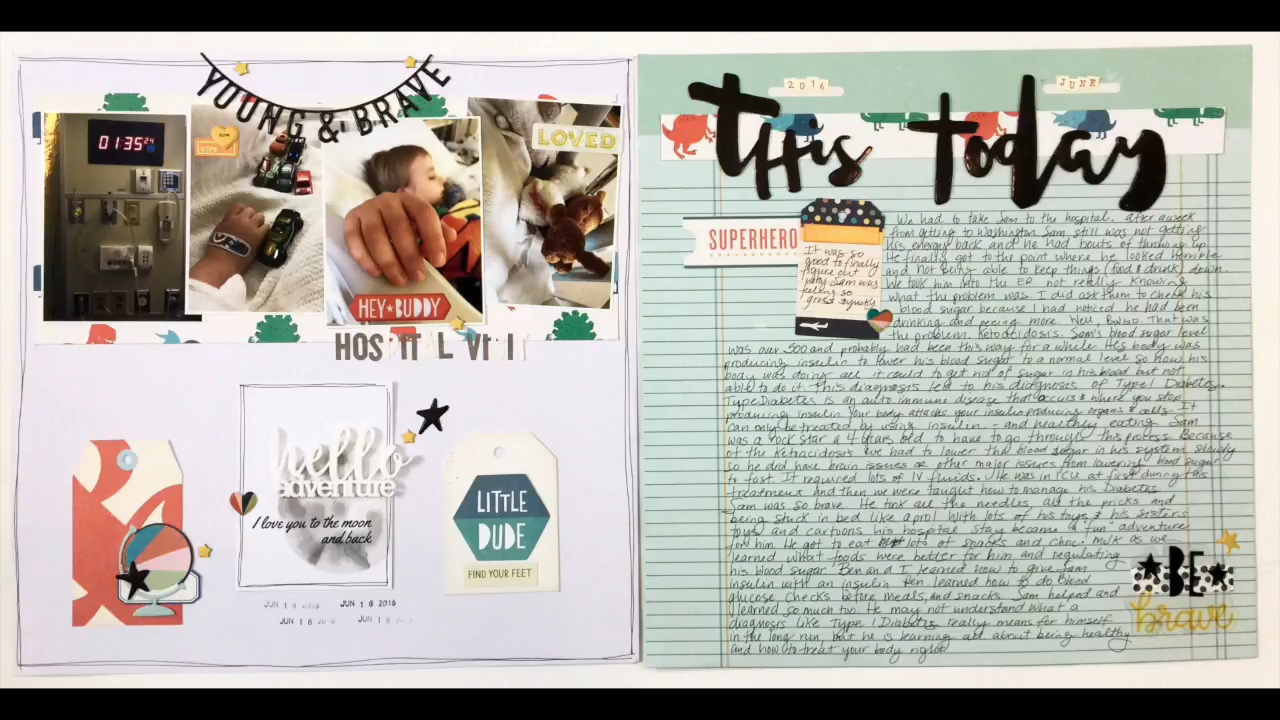 YOUNG & BRAVE
01:35 24
LOVED
HEY★BUDDY
HOSPITAL VISIT
hello
adventure
I love you to the moon
and back
LITTLE
DUDE
FIND YOUR FEET
JUN 18 2016 JUN 18 2016
JUN 18 2016 JUN 18 2016
2016
JUNE
this today
SUPERHERO
It was so
good to finally
figure out
why Sam was
feeling so
gross & yucky
We had to take Sam to the hospital. After a week
from getting to Washington Sam still was not getting
his energy back and he had bouts of throwing up.
He finally got to the point where he looked horrible
and not being able to keep things (food & drink) down.
We took him into the ER not really knowing
what the problem was. I did ask them to check his
blood sugar because I had noticed he had been
drinking and peeing more. Well, BINGO. That was
the problem. Ketoacidosis. Sam's blood sugar level
was over 500 and probably had been this way for a while. His body was
producing insulin to lower his blood sugar to a normal level so now his
body was doing all it could to get rid of sugar in his blood but not
able to do it. This diagnosis led to his diagnosis of Type 1 Diabetes.
Type Diabetes is an auto immune disease that occurs where you stop
producing insulin. Your body attacks your insulin producing organs & cells. It
can only be treated by using insulin - and healthy eating. Sam
was a rock star a 4 years old to have to go through this process. Because
of the Ketoacidosis we had to lower the blood sugar in his system slowly
so he did have brain issues or other major issues from lowering blood sugar
to fast. It required lots of IV fluids. He was in ICU at first during this
treatment and then we were taught how to manage his Diabetes
Sam was so brave. He took all the needles, all the pricks and
being stuck in bed like a pro! With lots of his toys, & his sisters
toys and cartoons his hospital stay became a "fun" adventure
for him. He got to eat lots of snacks and choc. milk as we
learned what foods were better for him and regulating
his blood sugar. Ben and I learned how to give Sam
insulin with an insulin pen learned how to do Blood
glucose checks before meals, and snacks. Sam helped and
learned so much too. He may not understand what a
diagnosis like Type 1 Diabetes really means for himself
in the long run, but he is learning all about being healthy
and how to treat your body right.
BE
brave